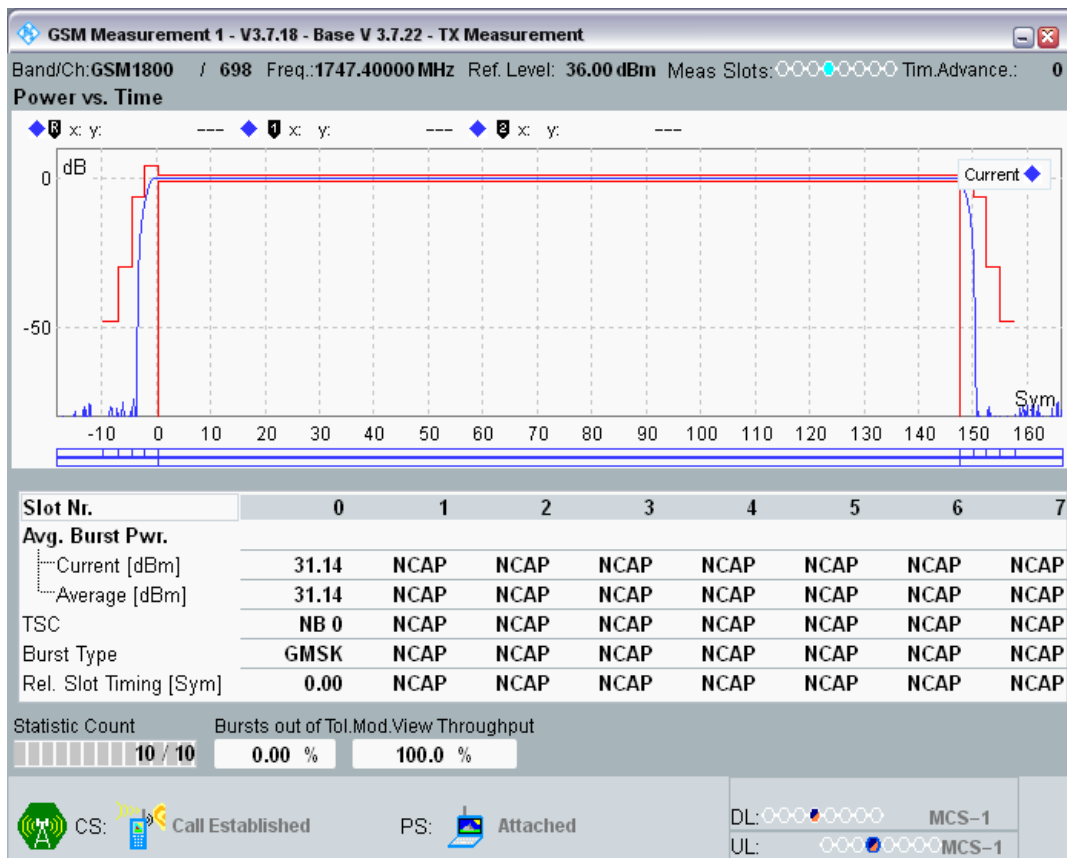 GSM Measurement 1 - V3.7.18 - Base V 3.7.22 - TX Measurement
Band/Ch:GSM1800 / 698 Freq.:1747.40000 MHz Ref. Level: 36.00 dBm Meas Slots: Tim.Advance.: 0
Power vs. Time
R x: y: --- 1 x: y: --- 2 x: y: ---
dB
Current
0
-50
Sym
-10 0 10 20 30 40 50 60 70 80 90 100 110 120 130 140 150 160
Slot Nr. 0 1 2 3 4 5 6 7
Avg. Burst Pwr.
Current [dBm] 31.14 NCAP NCAP NCAP NCAP NCAP NCAP NCAP
Average [dBm] 31.14 NCAP NCAP NCAP NCAP NCAP NCAP NCAP
TSC NB 0 NCAP NCAP NCAP NCAP NCAP NCAP NCAP
Burst Type GMSK NCAP NCAP NCAP NCAP NCAP NCAP NCAP
Rel. Slot Timing [Sym] 0.00 NCAP NCAP NCAP NCAP NCAP NCAP NCAP
Statistic Count Bursts out of Tol.Mod.View Throughput
10 / 10 0.00 % 100.0 %
CS: Call Established PS: Attached DL: MCS-1
UL: MCS-1